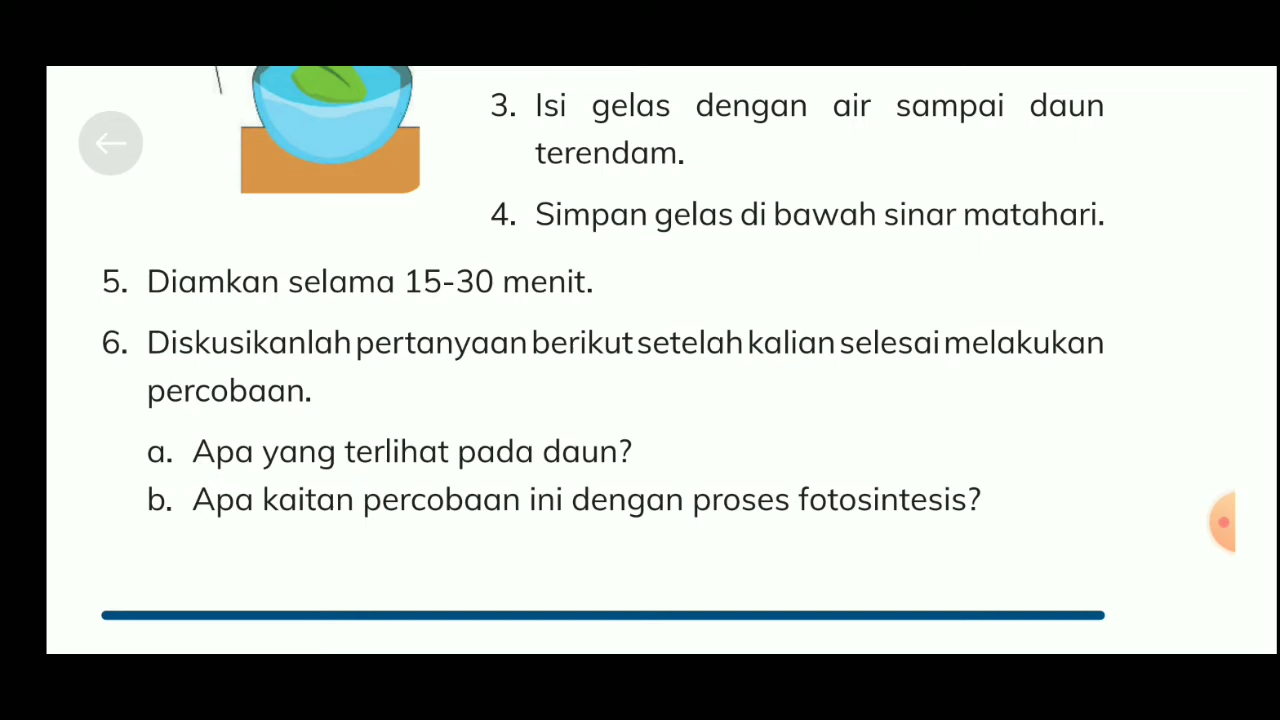 3. Isi gelas dengan air sampai daun
terendam.
4. Simpan gelas di bawah sinar matahari.
5. Diamkan selama 15-30 menit.
6. Diskusikanlah pertanyaan berikut setelah kalian selesai melakukan
percobaan.
a. Apa yang terlihat pada daun?
b. Apa kaitan percobaan ini dengan proses fotosintesis?